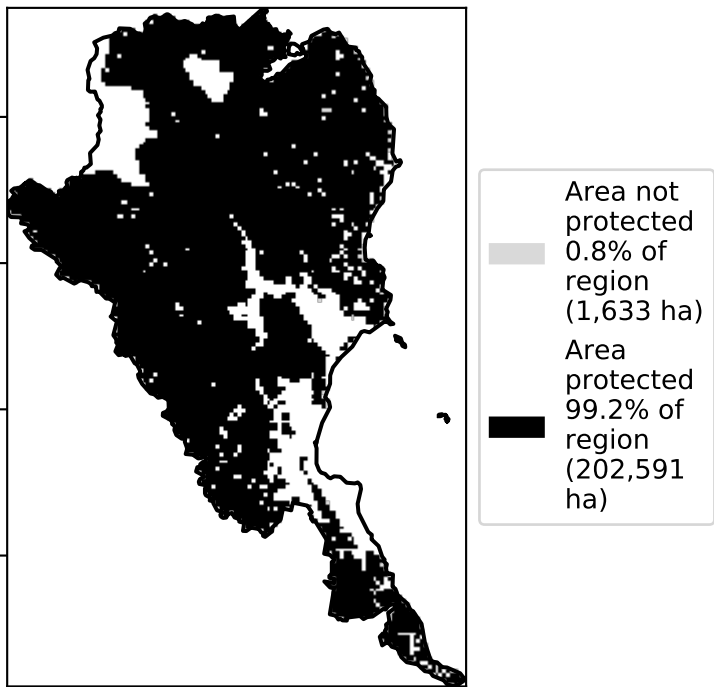 Area not
protected
0.8% of
region
(1,633 ha)
Area
protected
99.2% of
region
(202,591
ha)